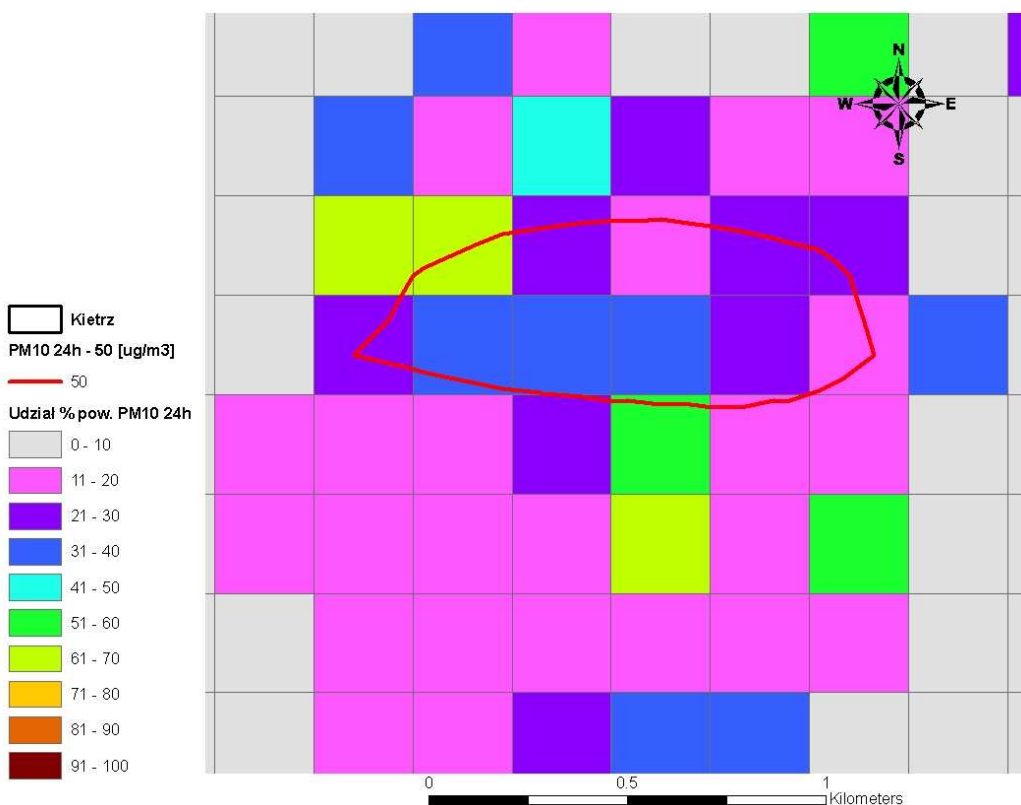 N
W E
S
Kietrz
PM10 24h - 50 [ug/m3]
50
Udział % pow. PM10 24h
0 - 10
11 - 20
21 - 30
31 - 40
41 - 50
51 - 60
61 - 70
71 - 80
81 - 90
91 - 100
0 0.5 1
Kilometers